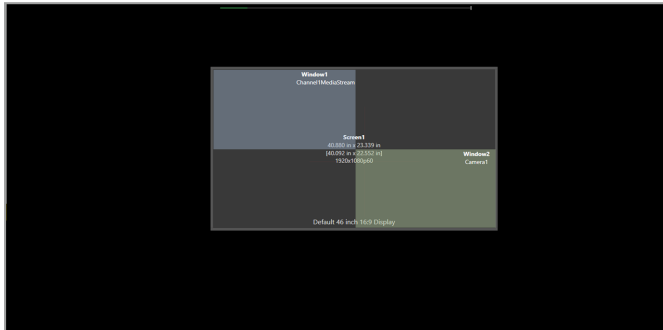 Window1
Channel1MediaStream
Screen1
40.880 in x 23.339 in
[40.092 in x 22.552 in]
1920x1080p60
Window2
Camera1
Default 46 inch 16:9 Display